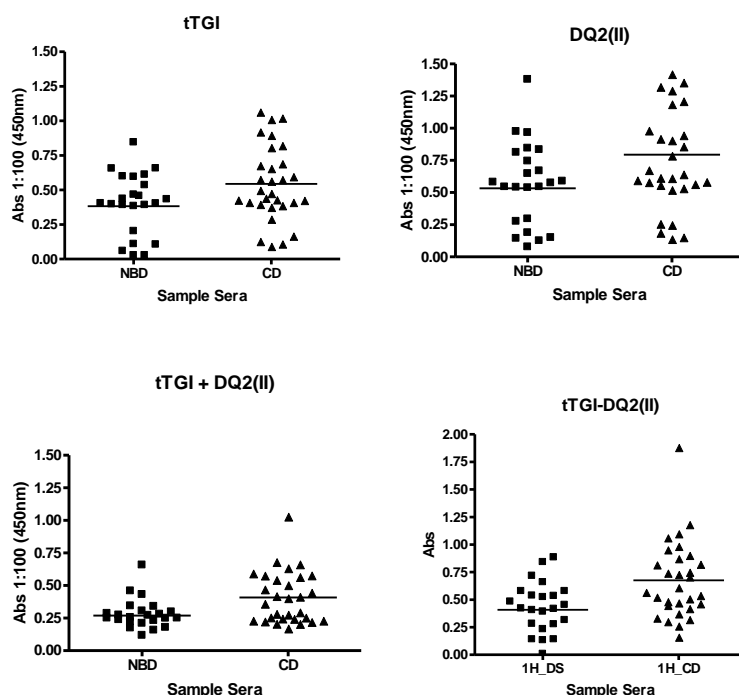 tTGI
Abs 1:100 (450nm)
1.50
1.25
1.00
0.75
0.50
0.25
0.00
NBD CD
Sample Sera
DQ2(II)
Abs 1:100 (450nm)
1.50
1.25
1.00
0.75
0.50
0.25
0.00
NBD CD
Sample Sera
tTGI + DQ2(II)
Abs 1:100 (450nm)
1.50
1.25
1.00
0.75
0.50
0.25
0.00
NBD CD
Sample Sera
tTGI-DQ2(II)
Abs
2.00
1.75
1.50
1.25
1.00
0.75
0.50
0.25
0.00
1H_DS 1H_CD
Sample Sera